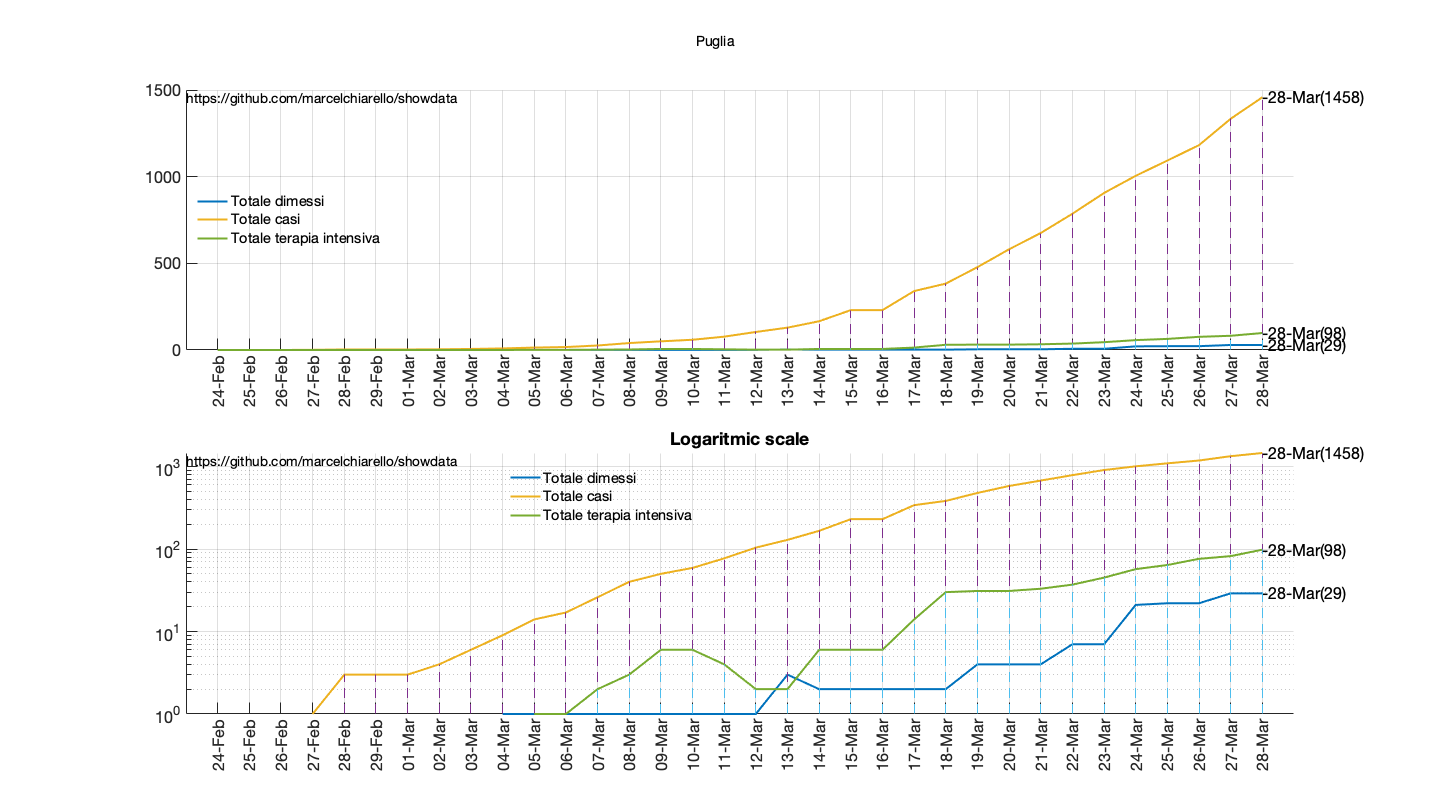 Puglia
1500
https://github.com/marcelchiarello/showdata
28-Mar(1458)
1000
Totale dimessi
Totale casi
Totale terapia intensiva
500
28-Mar(98)
28-Mar(29)
0
24-Feb
25-Feb
26-Feb
27-Feb
28-Feb
29-Feb
01-Mar
02-Mar
03-Mar
04-Mar
05-Mar
06-Mar
07-Mar
08-Mar
09-Mar
10-Mar
11-Mar
12-Mar
13-Mar
14-Mar
15-Mar
16-Mar
17-Mar
18-Mar
19-Mar
20-Mar
21-Mar
22-Mar
23-Mar
24-Mar
25-Mar
26-Mar
27-Mar
28-Mar
Logaritmic scale
10³
https://github.com/marcelchiarello/showdata
28-Mar(1458)
Totale dimessi
Totale casi
Totale terapia intensiva
10²
28-Mar(98)
28-Mar(29)
10¹
10⁰
24-Feb
25-Feb
26-Feb
27-Feb
28-Feb
29-Feb
01-Mar
02-Mar
03-Mar
04-Mar
05-Mar
06-Mar
07-Mar
08-Mar
09-Mar
10-Mar
11-Mar
12-Mar
13-Mar
14-Mar
15-Mar
16-Mar
17-Mar
18-Mar
19-Mar
20-Mar
21-Mar
22-Mar
23-Mar
24-Mar
25-Mar
26-Mar
27-Mar
28-Mar